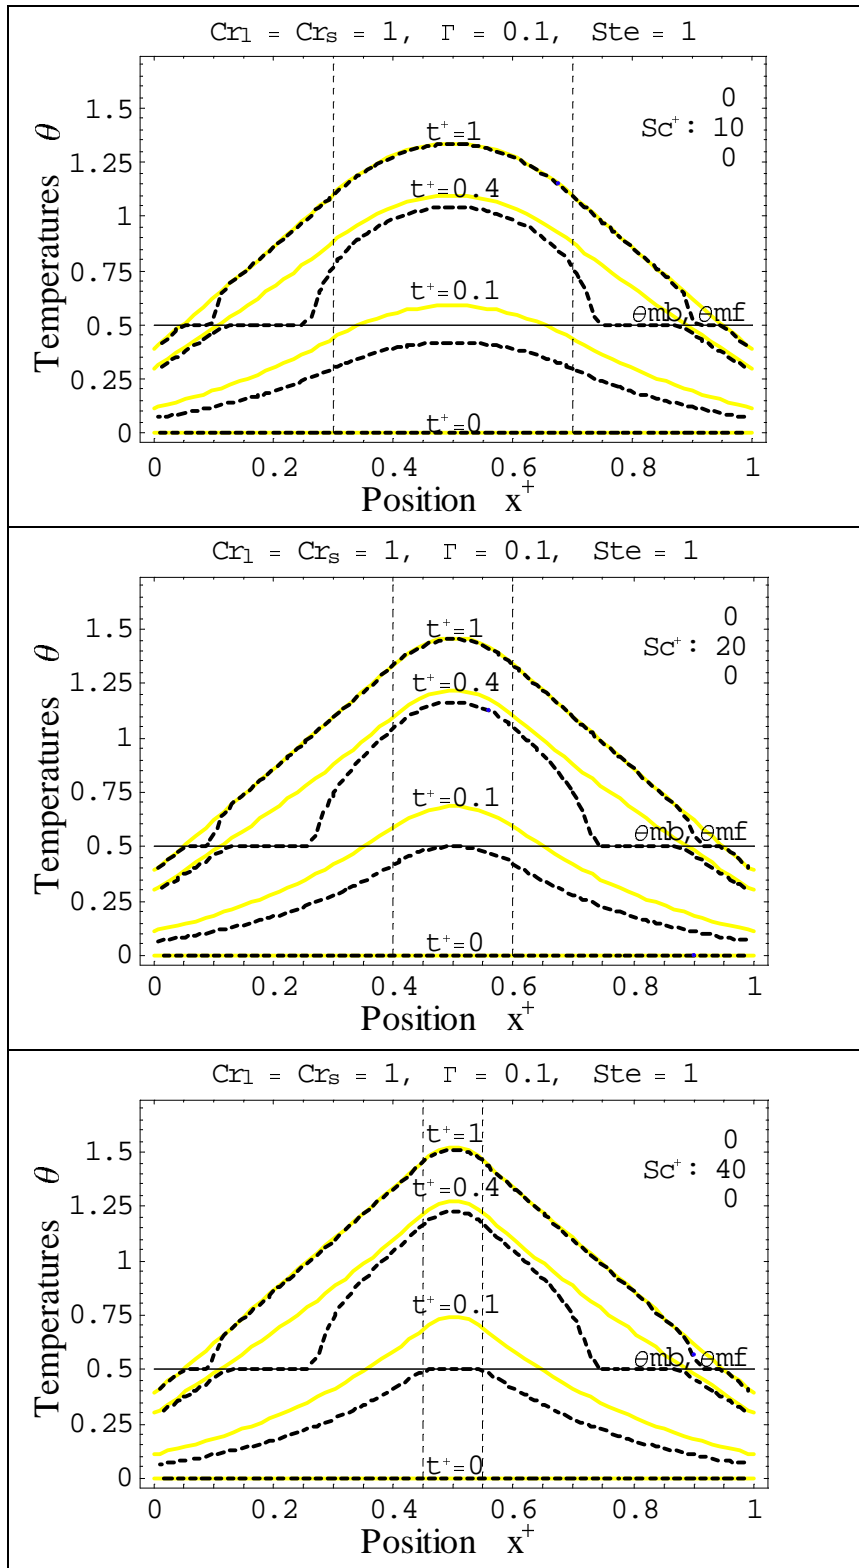 Cr₁ = Crₛ = 1, Γ = 0.1, Ste = 1
0
Sc⁺: 10
0
1.5
1.25
1
0.75
0.5
0.25
0
Temperatures θ
t⁺=1
t⁺=0.4
t⁺=0.1
θmb, θmf
t⁺=0
0 0.2 0.4 0.6 0.8 1
Position x⁺
Cr₁ = Crₛ = 1, Γ = 0.1, Ste = 1
0
Sc⁺: 20
0
1.5
1.25
1
0.75
0.5
0.25
0
Temperatures θ
t⁺=1
t⁺=0.4
t⁺=0.1
θmb, θmf
t⁺=0
0 0.2 0.4 0.6 0.8 1
Position x⁺
Cr₁ = Crₛ = 1, Γ = 0.1, Ste = 1
0
Sc⁺: 40
0
1.5
1.25
1
0.75
0.5
0.25
0
Temperatures θ
t⁺=1
t⁺=0.4
t⁺=0.1
θmb, θmf
t⁺=0
0 0.2 0.4 0.6 0.8 1
Position x⁺